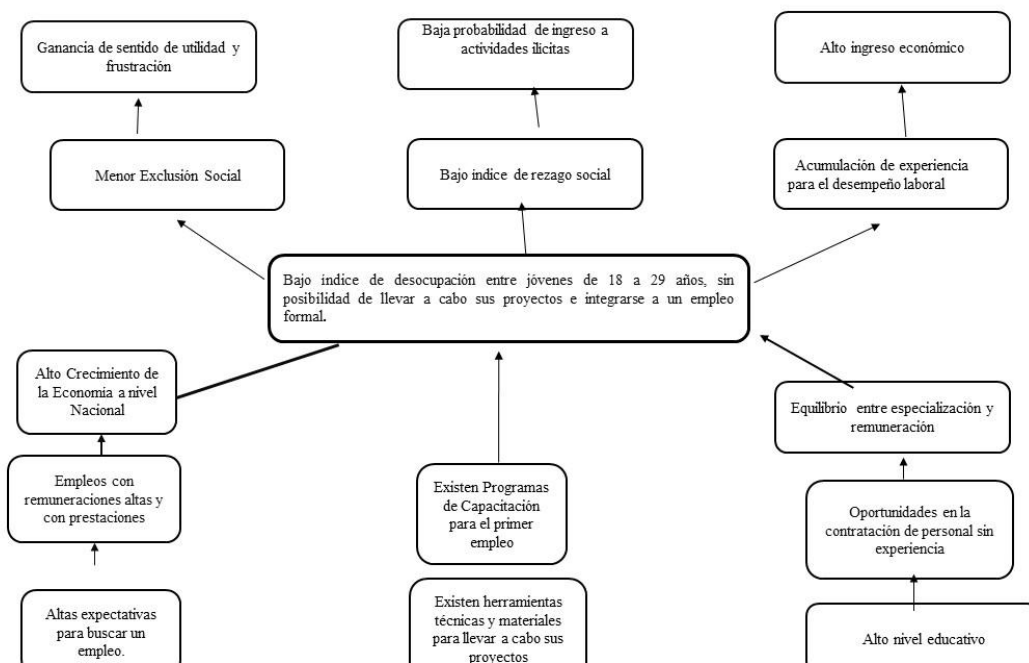 Ganancia de sentido de utilidad y
frustración
Baja probabilidad de ingreso a
actividades ilícitas
Alto ingreso económico
Menor Exclusión Social
Bajo indice de rezago social
Acumulación de experiencia
para el desempeño laboral
Bajo indice de desocupación entre jóvenes de 18 a 29 años, sin
posibilidad de llevar a cabo sus proyectos e integrarse a un empleo
formal.
Alto Crecimiento de
la Economía a nivel
Nacional
Equilibrio entre especialización y
remuneración
Empleos con
remuneraciones altas y
con prestaciones
Existen Programas
de Capacitación
para el primer
empleo
Oportunidades en la
contratación de personal sin
experiencia
Altas expectativas
para buscar un
empleo.
Existen herramientas
técnicas y materiales
para llevar a cabo sus
proyectos
Alto nivel educativo